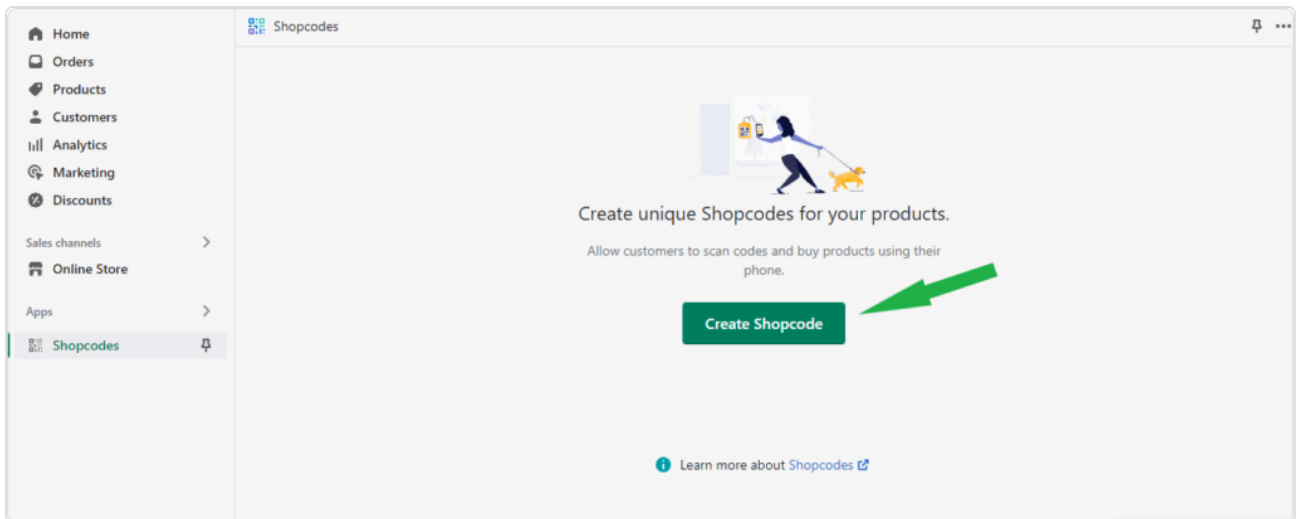 Home
Orders
Products
Customers
Analytics
Marketing
Discounts
Sales channels
Online Store
Apps
Shopcodes
Shopcodes
Create unique Shopcodes for your products.
Allow customers to scan codes and buy products using their
phone.
Create Shopcode
Learn more about Shopcodes